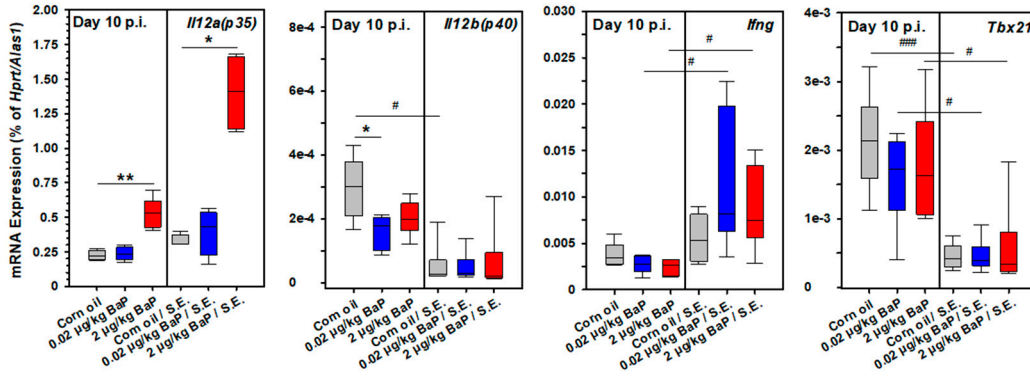 mRNA Expression (% of Hprt/Alas1)
Day 10 p.i. Il12a(p35)
2.00
1.75
1.50
1.25
1.00
0.75
0.5
0.25
0.00
*
**
Corn oil
0.02 µg/kg BaP
2 µg/kg BaP
Corn oil / S.E.
0.02 µg/kg BaP / S.E.
2 µg/kg BaP / S.E.
Day 10 p.i. Il12b(p40)
8e-4
6e-4
4e-4
2e-4
0
#
*
Corn oil
0.02 µg/kg BaP
2 µg/kg BaP
Corn oil / S.E.
0.02 µg/kg BaP / S.E.
2 µg/kg BaP / S.E.
Day 10 p.i. Ifng
0.030
0.025
0.020
0.015
0.010
0.005
0.000
#
#
Corn oil
0.02 µg/kg BaP
2 µg/kg BaP
Corn oil / S.E.
0.02 µg/kg BaP / S.E.
2 µg/kg BaP / S.E.
Day 10 p.i. Tbx21
4e-3
3e-3
2e-3
1e-3
0
###
#
#
Corn oil
0.02 µg/kg BaP
2 µg/kg BaP
Corn oil / S.E.
0.02 µg/kg BaP / S.E.
2 µg/kg BaP / S.E.